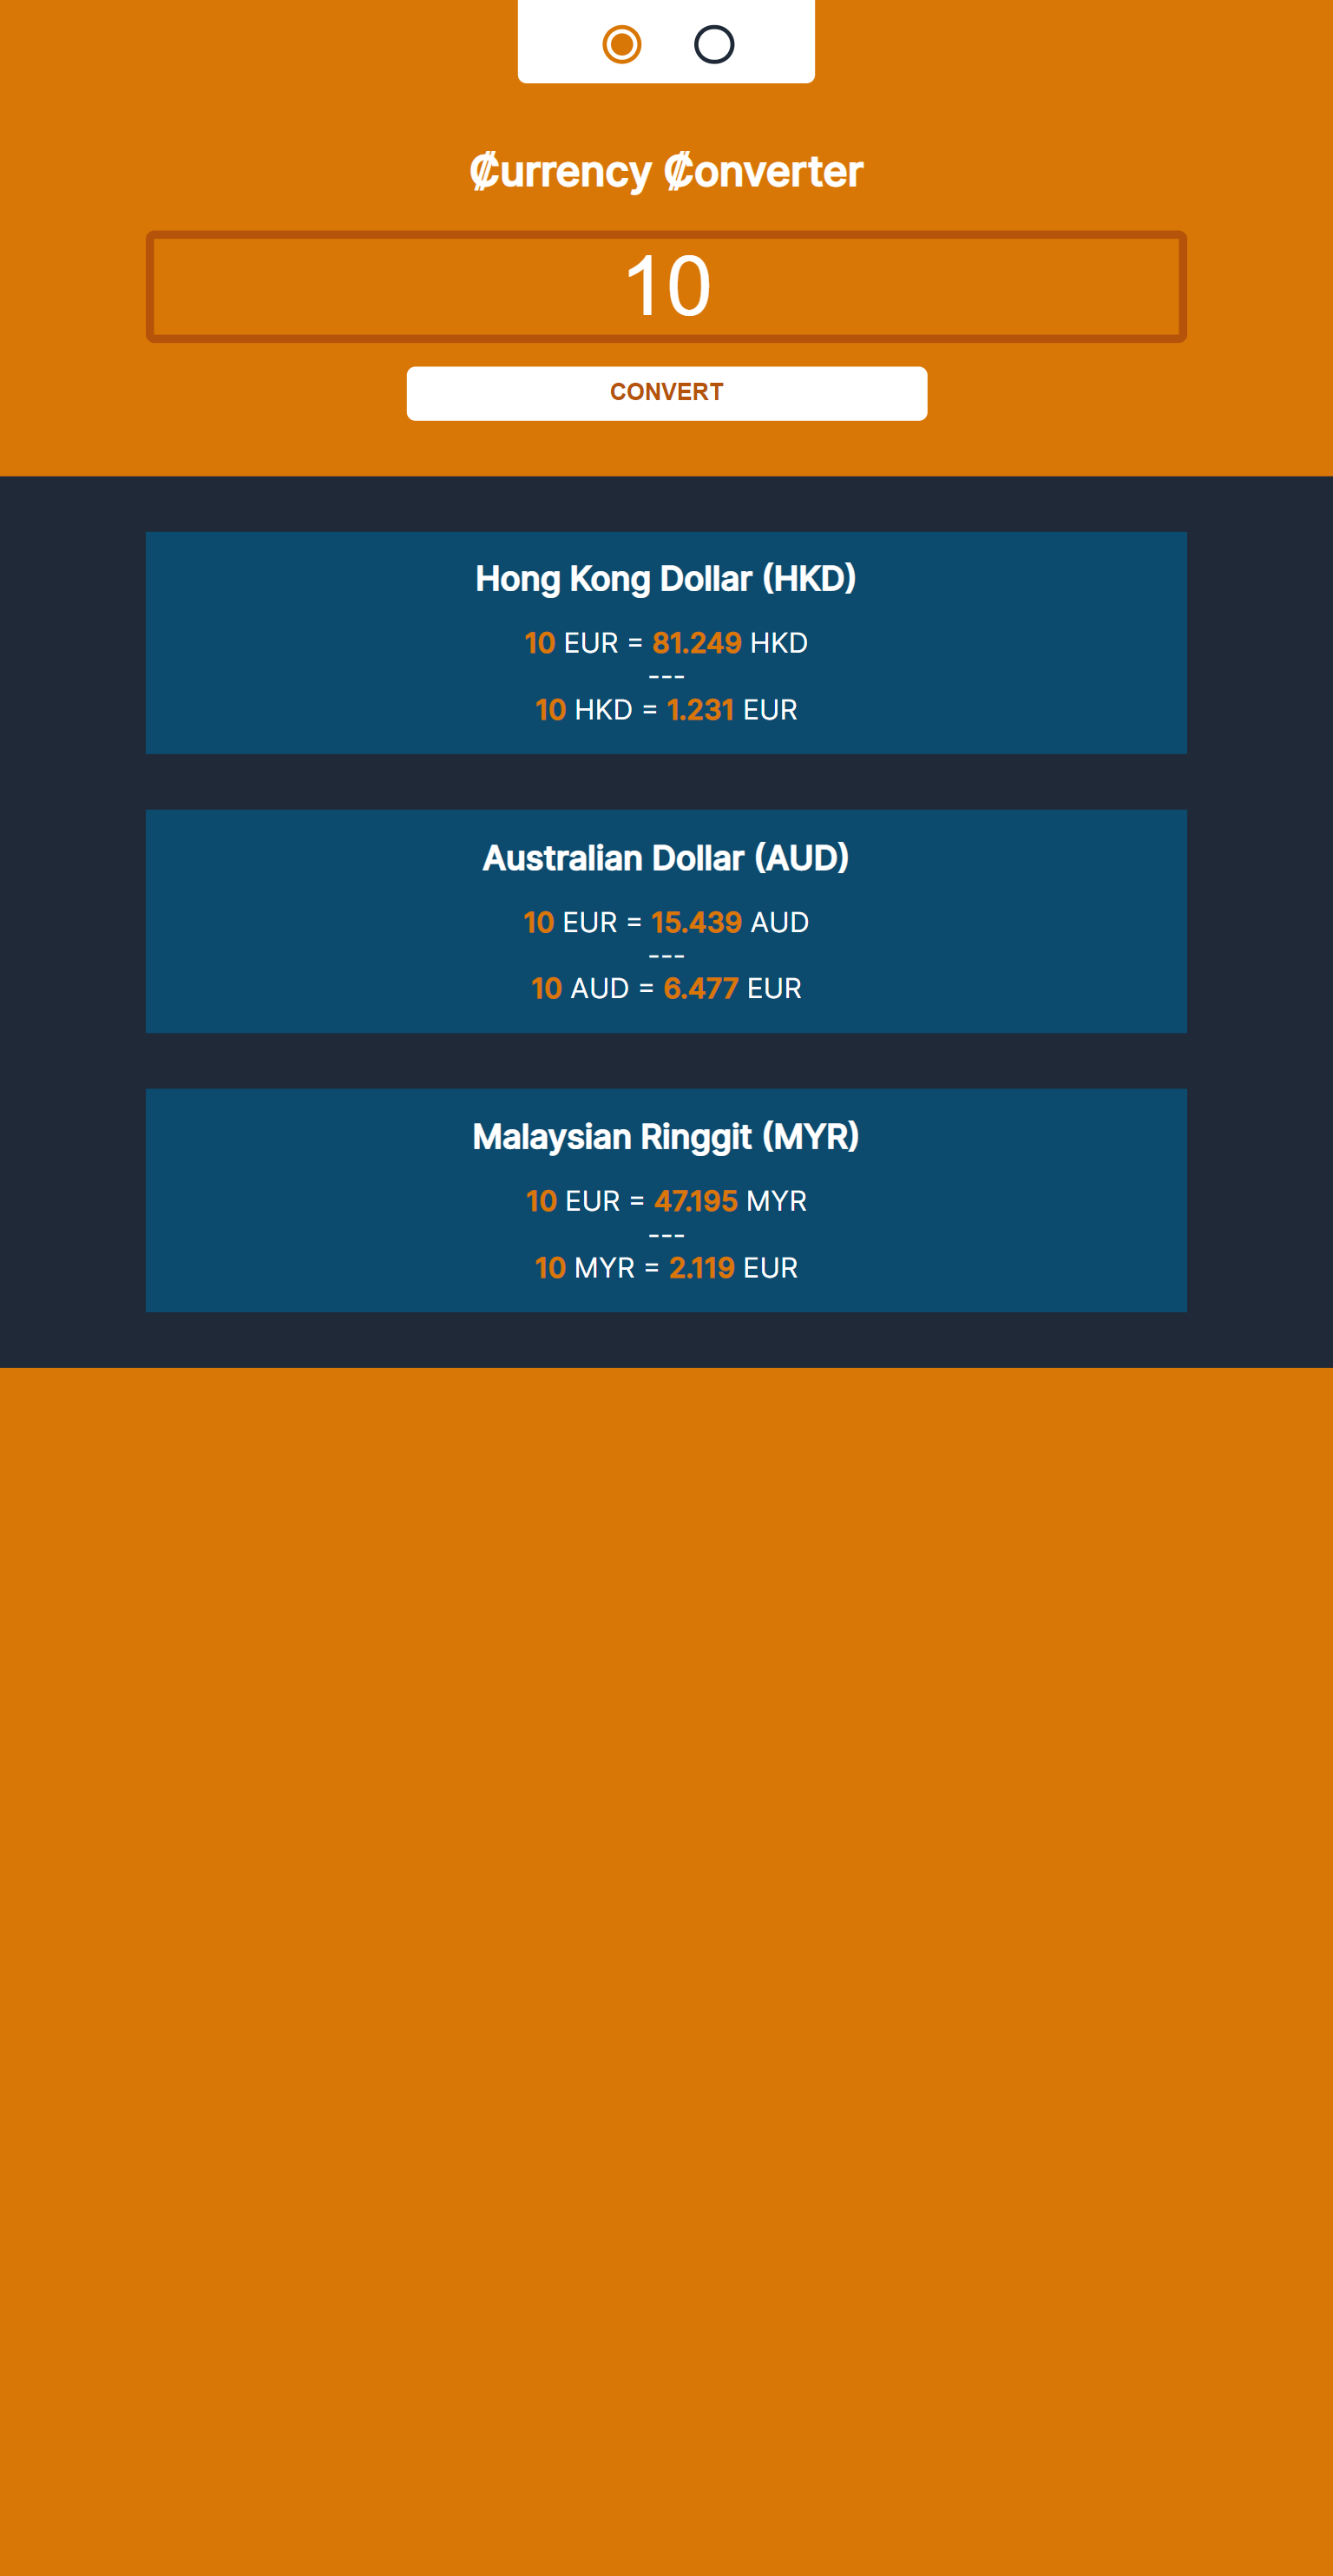 ₡urrency ₡onverter
10
CONVERT
Hong Kong Dollar (HKD)
10 EUR = 81.249 HKD
---
10 HKD = 1.231 EUR
Australian Dollar (AUD)
10 EUR = 15.439 AUD
---
10 AUD = 6.477 EUR
Malaysian Ringgit (MYR)
10 EUR = 47.195 MYR
---
10 MYR = 2.119 EUR